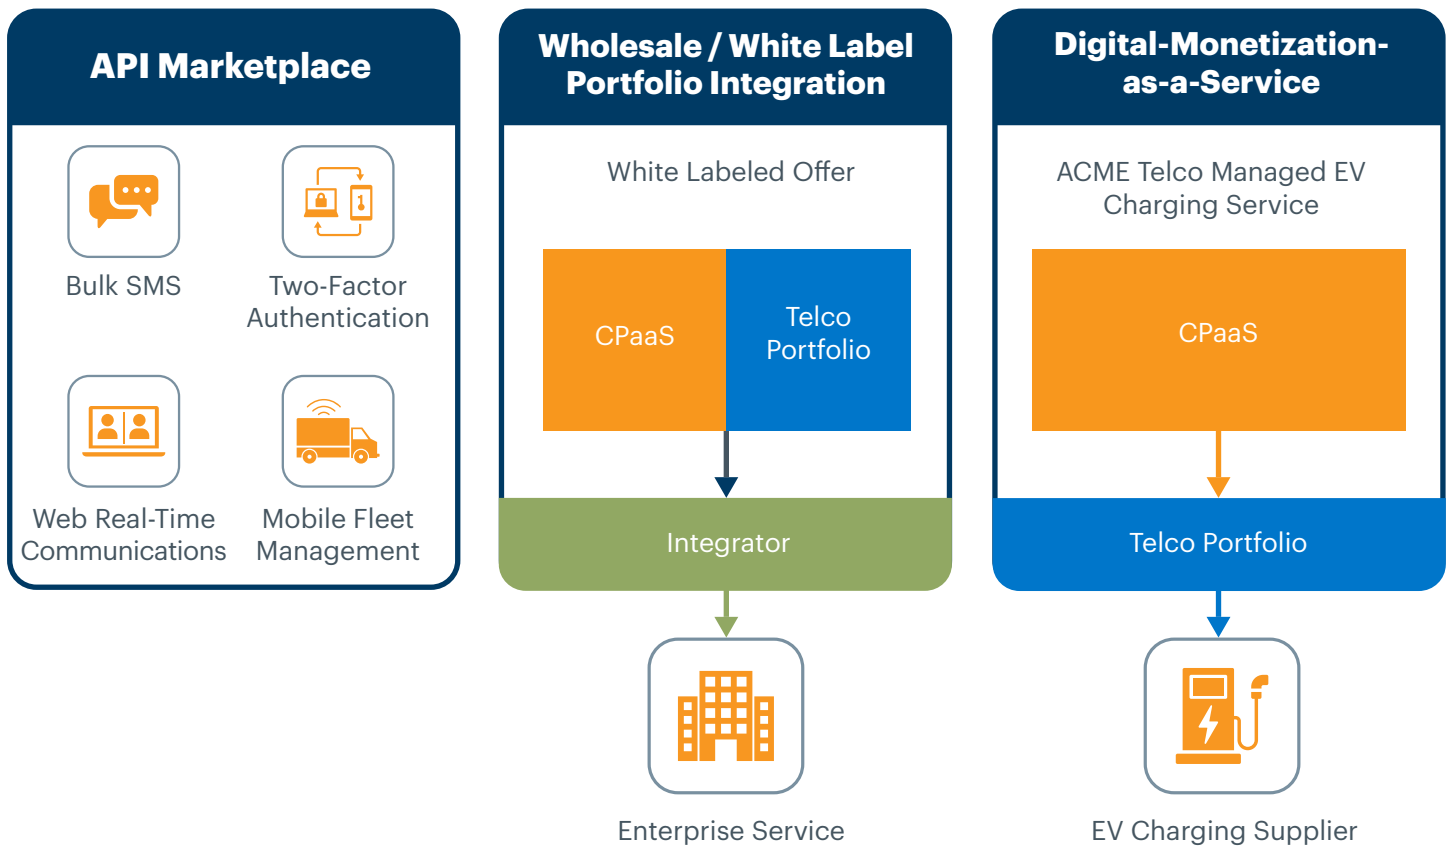 API Marketplace
Bulk SMS
Two-Factor
Authentication
Web Real-Time
Communications
Mobile Fleet
Management
Wholesale / White Label
Portfolio Integration
White Labeled Offer
CPaaS
Telco
Portfolio
Integrator
Enterprise Service
Digital-Monetization-
as-a-Service
ACME Telco Managed EV
Charging Service
CPaaS
Telco Portfolio
EV Charging Supplier